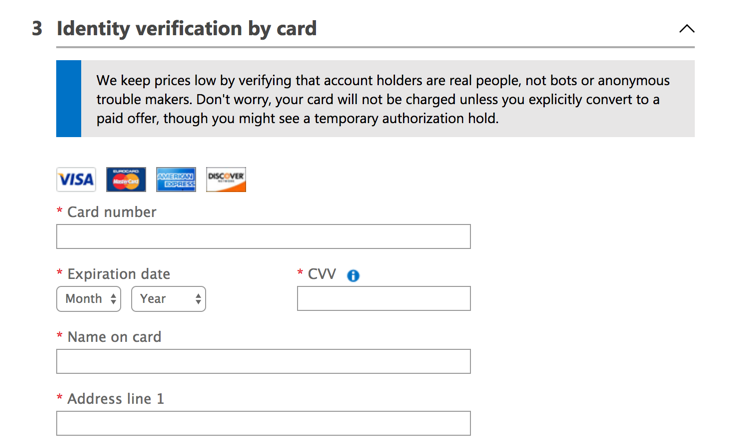 3 Identity verification by card
We keep prices low by verifying that account holders are real people, not bots or anonymous
trouble makers. Don't worry, your card will not be charged unless you explicitly convert to a
paid offer, though you might see a temporary authorization hold.
VISA EUROCARD MasterCard AMERICAN EXPRESS DISCOVER NETWORK
* Card number
* Expiration date * CVV i
Month Year
* Name on card
* Address line 1